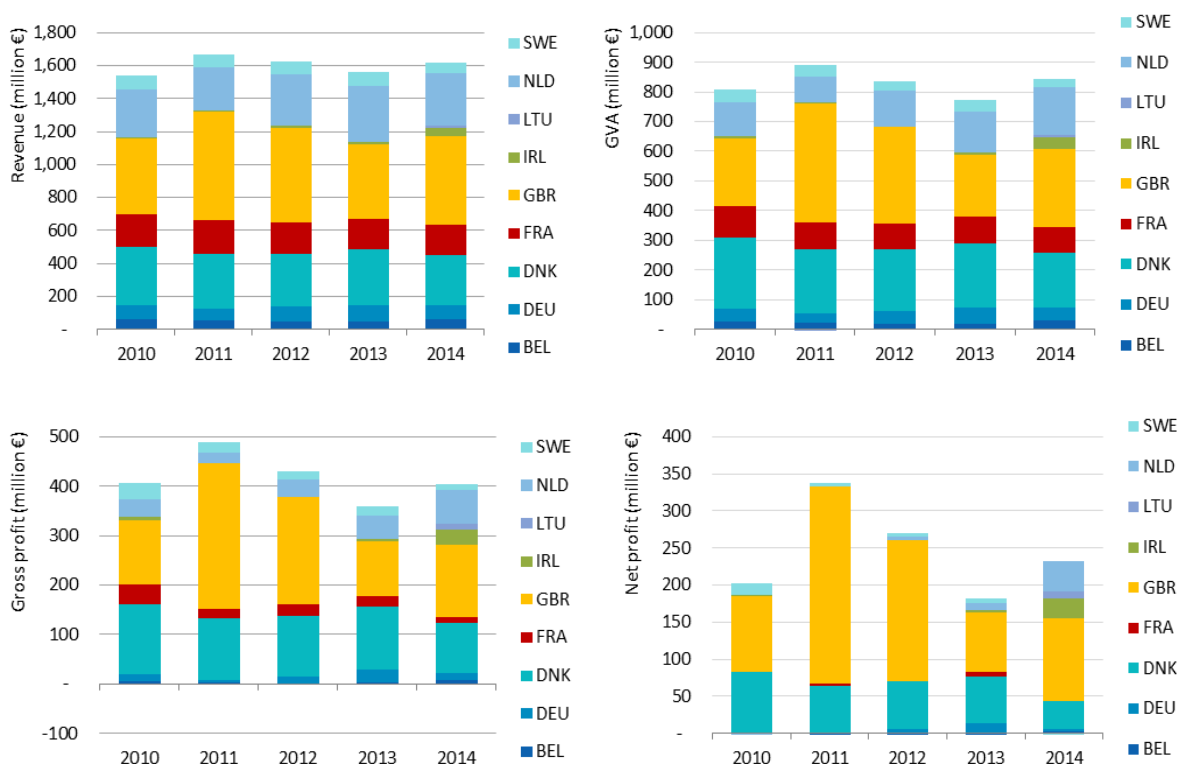 Revenue (million €)
1,800
1,600
1,400
1,200
1,000
800
600
400
200
-
2010 2011 2012 2013 2014
SWE
NLD
LTU
IRL
GBR
FRA
DNK
DEU
BEL
GVA (million €)
1,000
900
800
700
600
500
400
300
200
100
-
2010 2011 2012 2013 2014
SWE
NLD
LTU
IRL
GBR
FRA
DNK
DEU
BEL
Gross profit (million €)
500
400
300
200
100
-
-100
2010 2011 2012 2013 2014
SWE
NLD
LTU
IRL
GBR
FRA
DNK
DEU
BEL
Net profit (million €)
400
350
300
250
200
150
100
50
-
2010 2011 2012 2013 2014
SWE
NLD
LTU
IRL
GBR
FRA
DNK
DEU
BEL